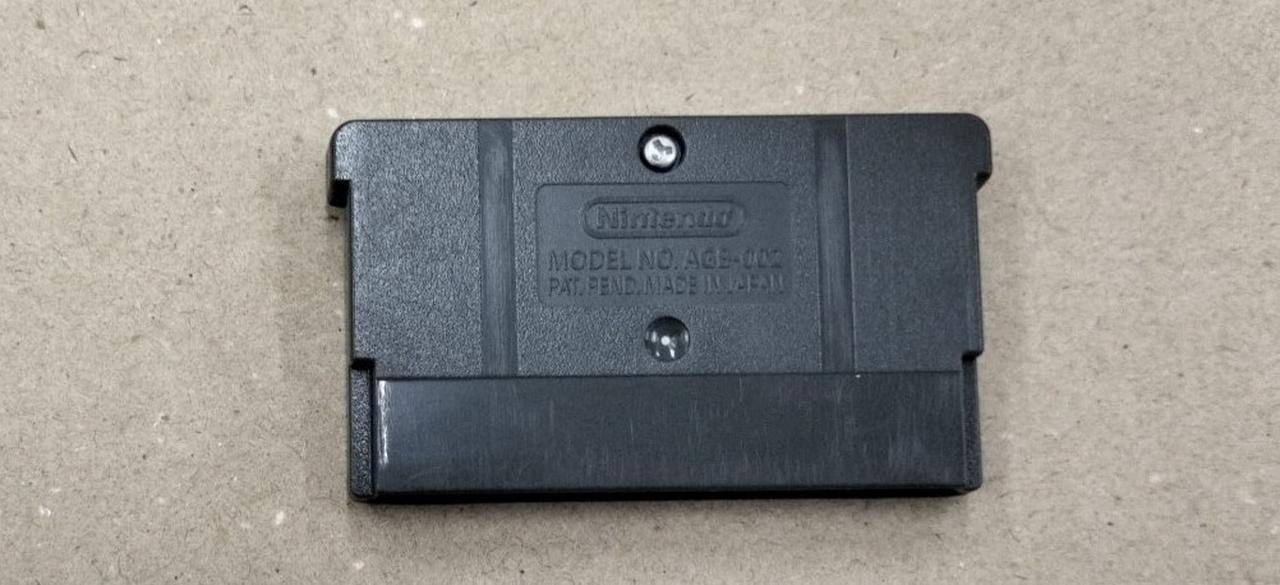 Nintendo
MODEL NO. AGB-002
PAT. PEND. MADE IN JAPAN